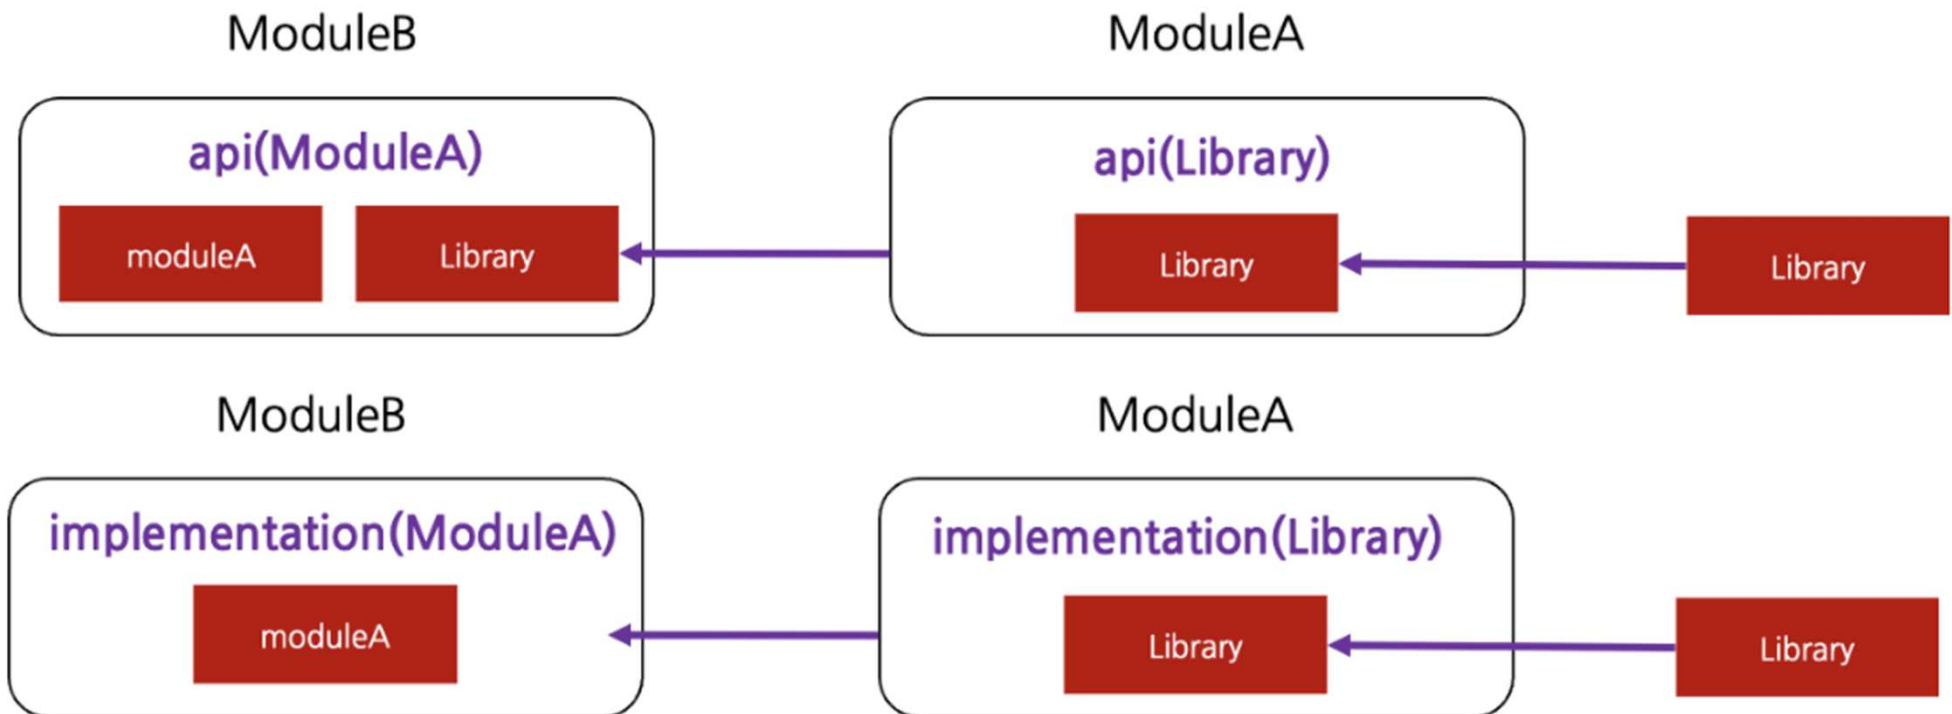 ModuleB
ModuleA
api(ModuleA)
api(Library)
moduleA
Library
Library
Library
ModuleB
ModuleA
implementation(ModuleA)
implementation(Library)
moduleA
Library
Library